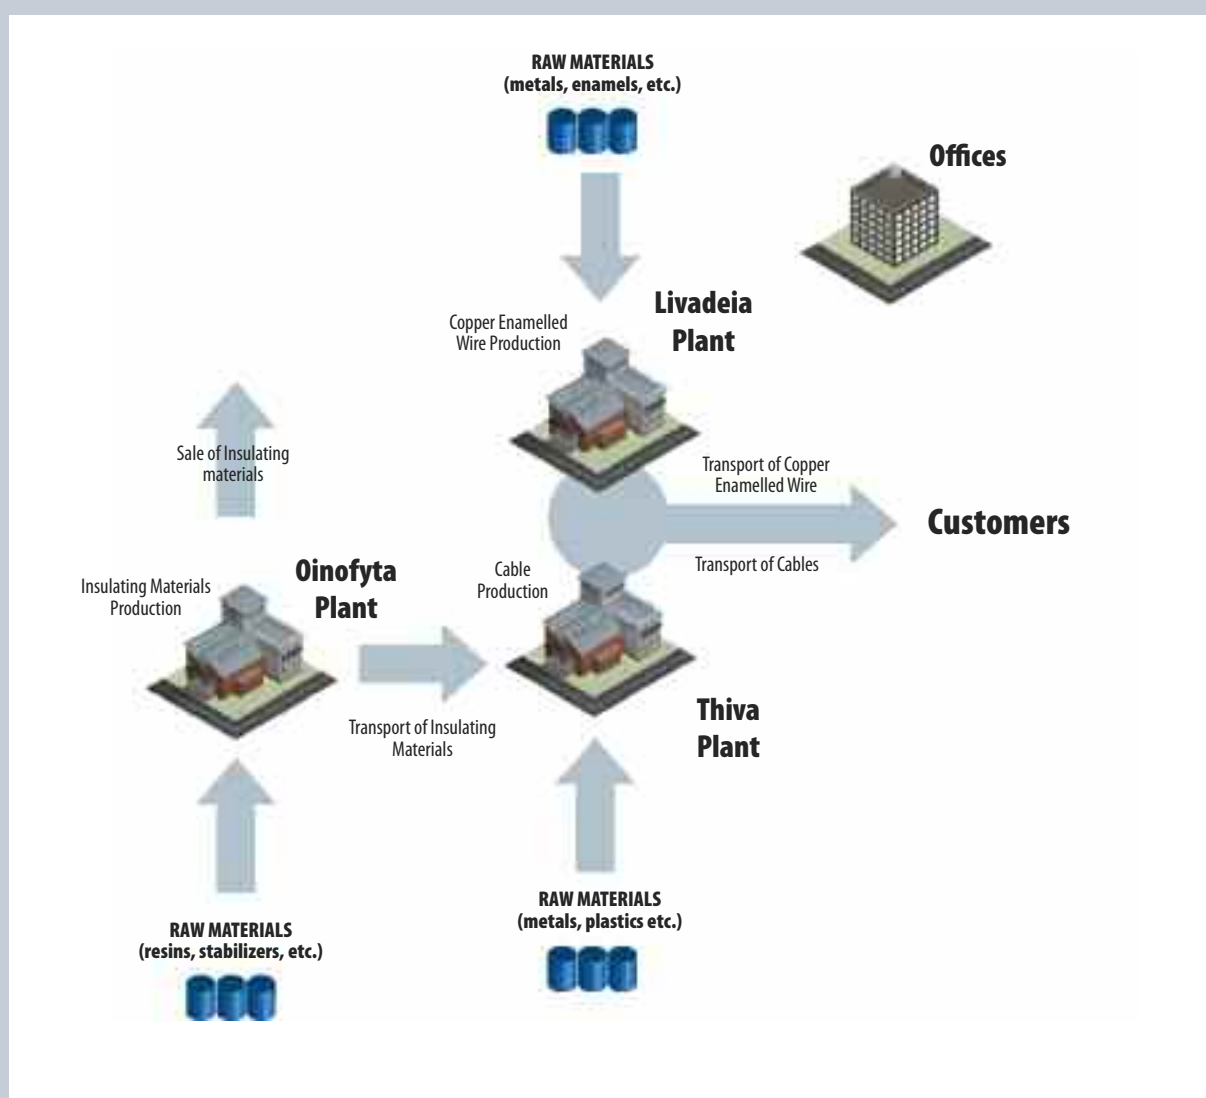 RAW MATERIALS
(metals, enamels, etc.)
Offices
Livadeia
Plant
Copper Enamelled
Wire Production
Sale of Insulating
materials
Transport of Copper
Enamelled Wire
Customers
Transport of Cables
Cable
Production
Oinofyta
Plant
Insulating Materials
Production
Transport of Insulating
Materials
Thiva
Plant
RAW MATERIALS
(metals, plastics etc.)
RAW MATERIALS
(resins, stabilizers, etc.)